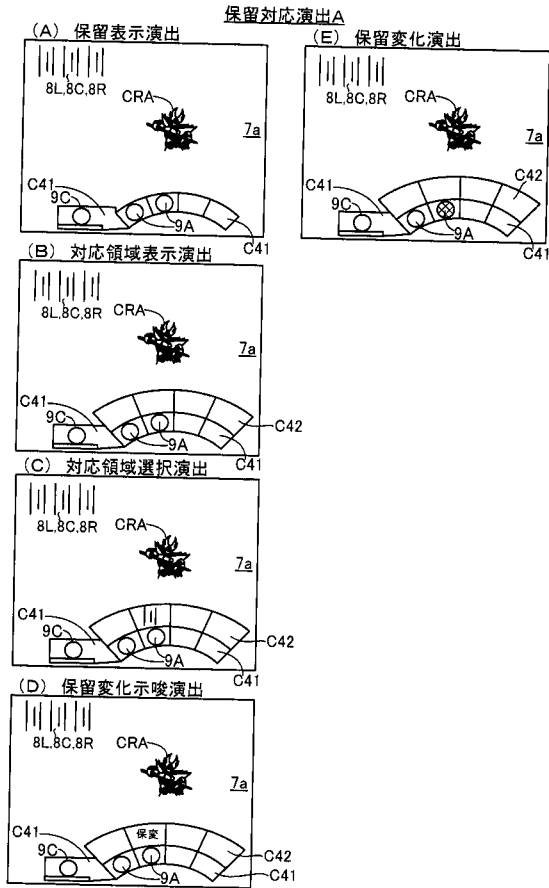 保留対応演出A
(A) 保留表示演出
8L,8C,8R
CRA
7a
C41
9C
9A
C41
(B) 対応領域表示演出
8L,8C,8R
CRA
7a
C41
9C
9A
C42
C41
(C) 対応領域選択演出
8L,8C,8R
CRA
7a
C41
9C
9A
C42
C41
(D) 保留変化示唆演出
8L,8C,8R
CRA
7a
C41
保変
9C
9A
C42
C41
(E) 保留変化演出
8L,8C,8R
CRA
7a
C41
C42
9C
9A
C41